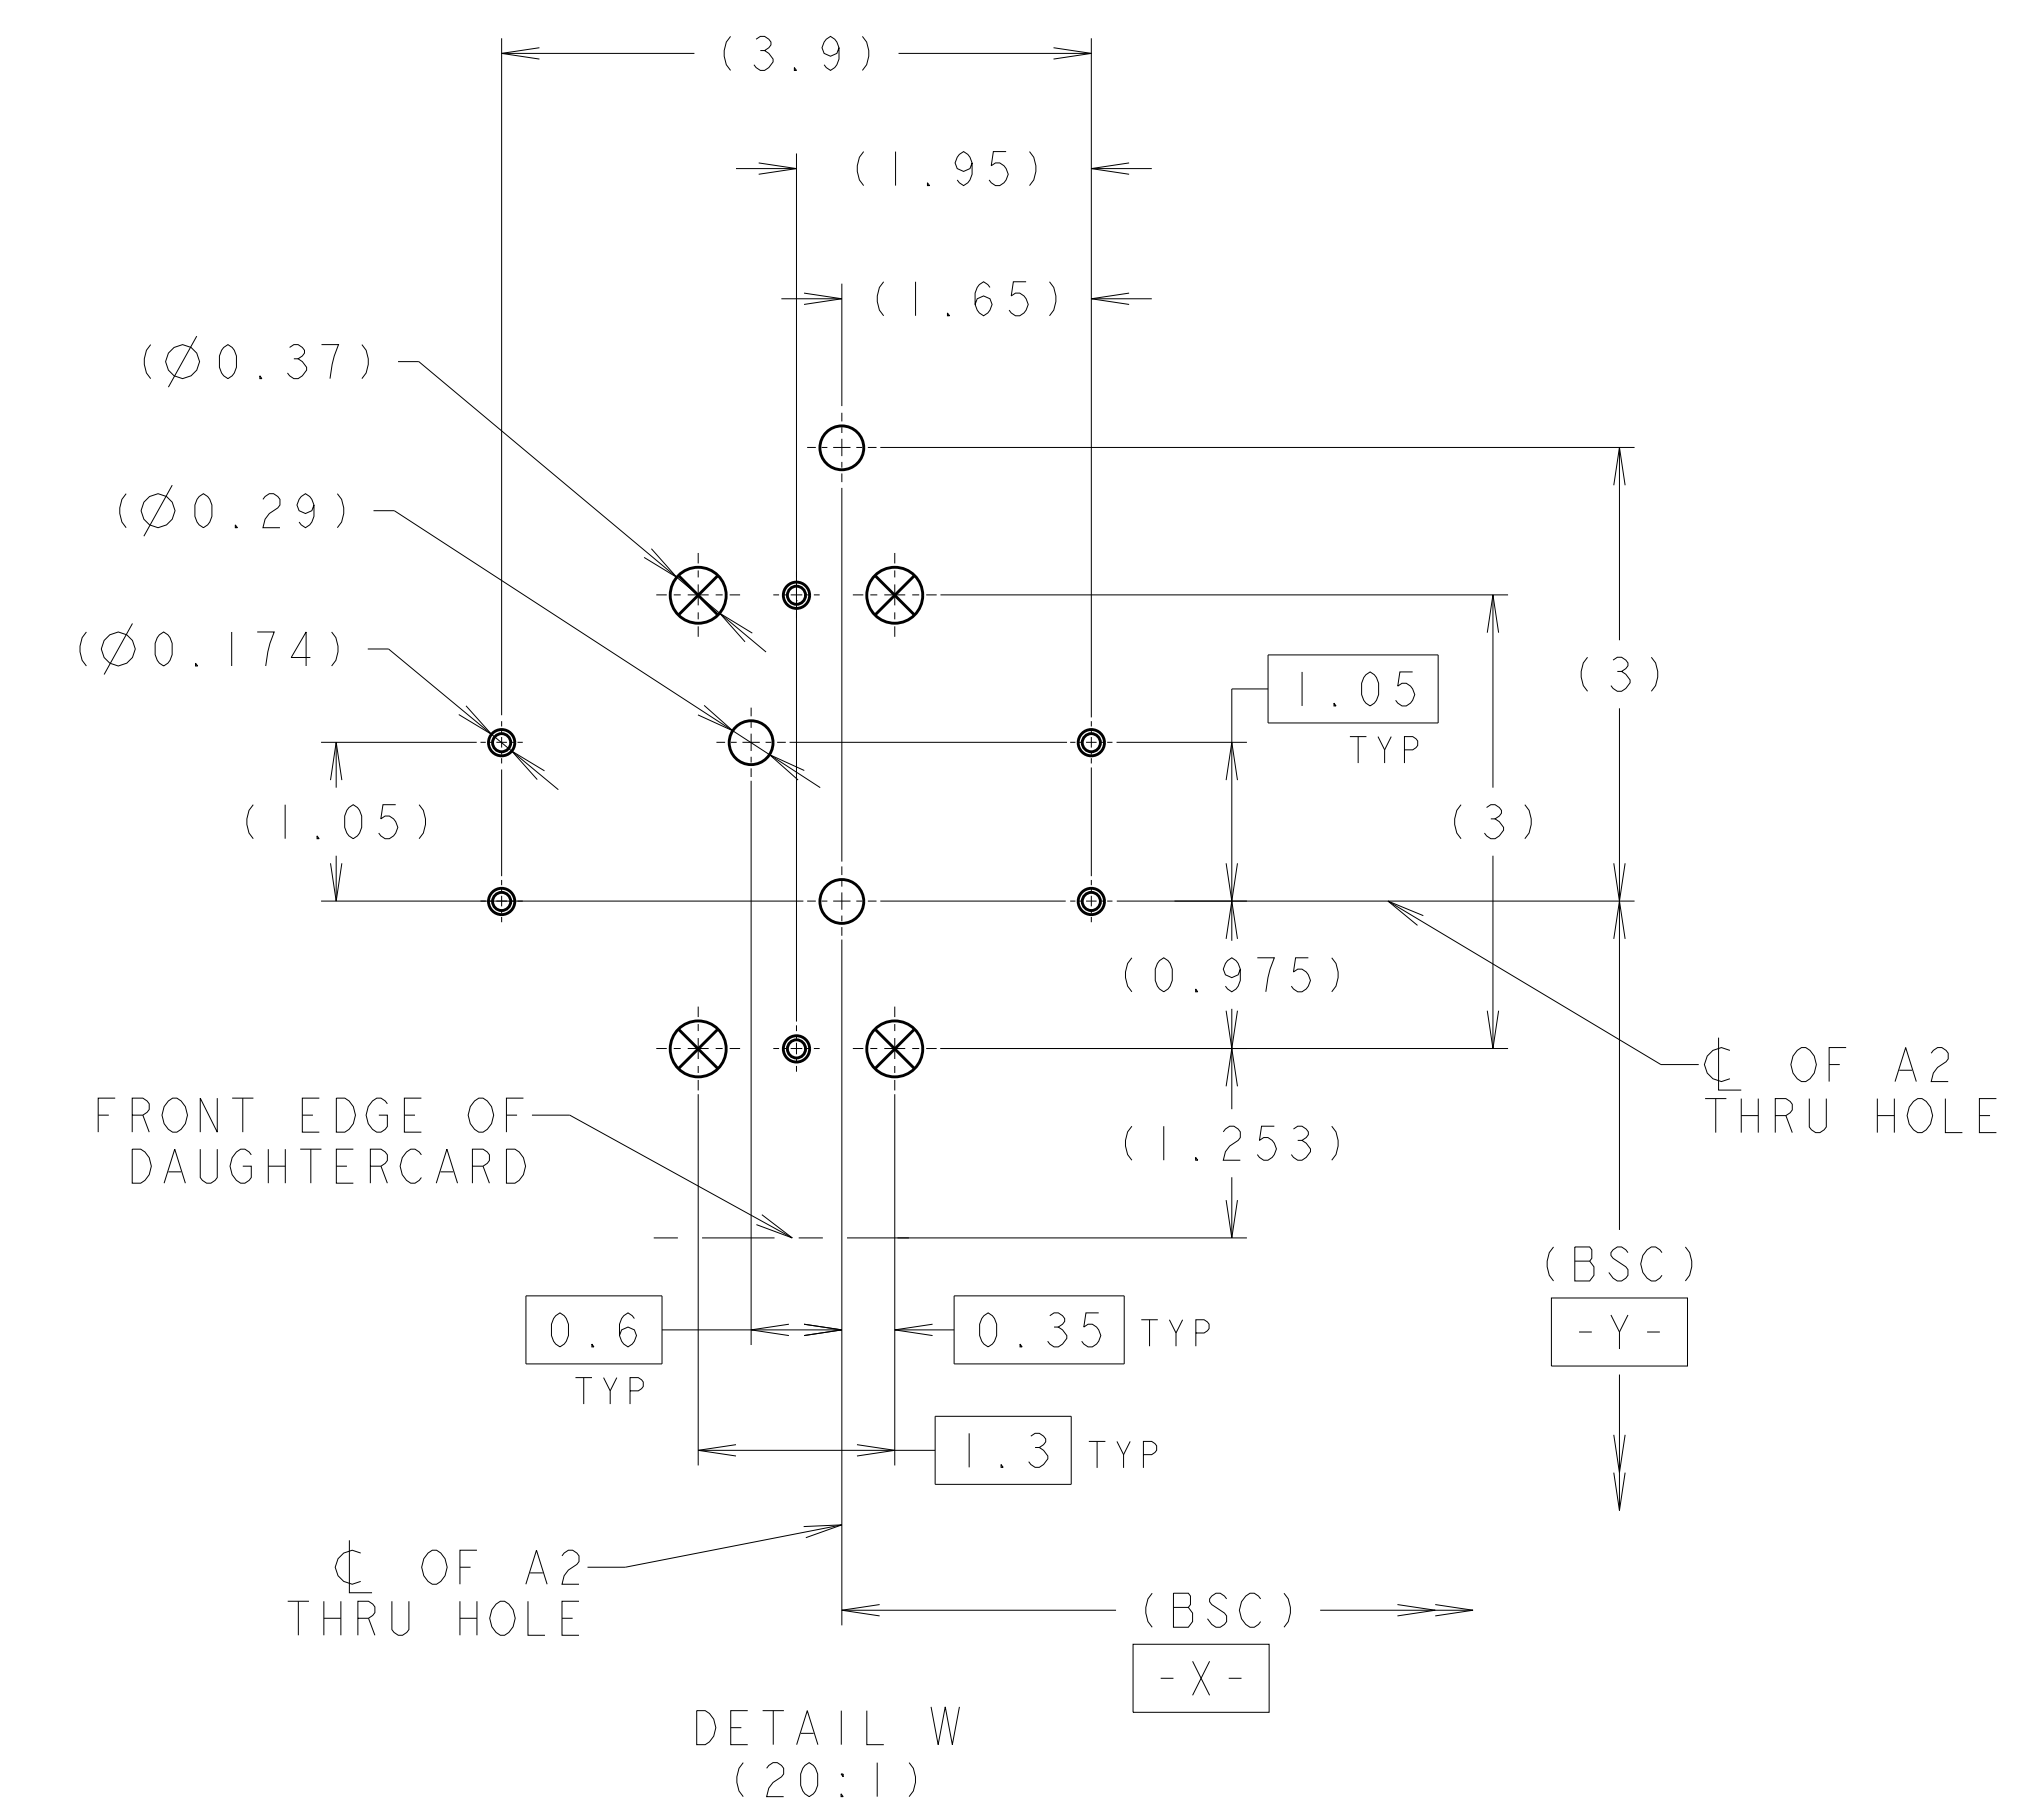 (3.9)
(1.95)
(1.65)
(Ø0.37)
(Ø0.29)
(Ø0.174)
1.05
TYP
(3)
(1.05)
(3)
(0.975)
℄ OF A2
THRU HOLE
FRONT EDGE OF
DAUGHTERCARD
(1.253)
(BSC)
-Y-
0.6
TYP
0.35 TYP
1.3 TYP
℄ OF A2
THRU HOLE
(BSC)
-X-
DETAIL W
(20:1)